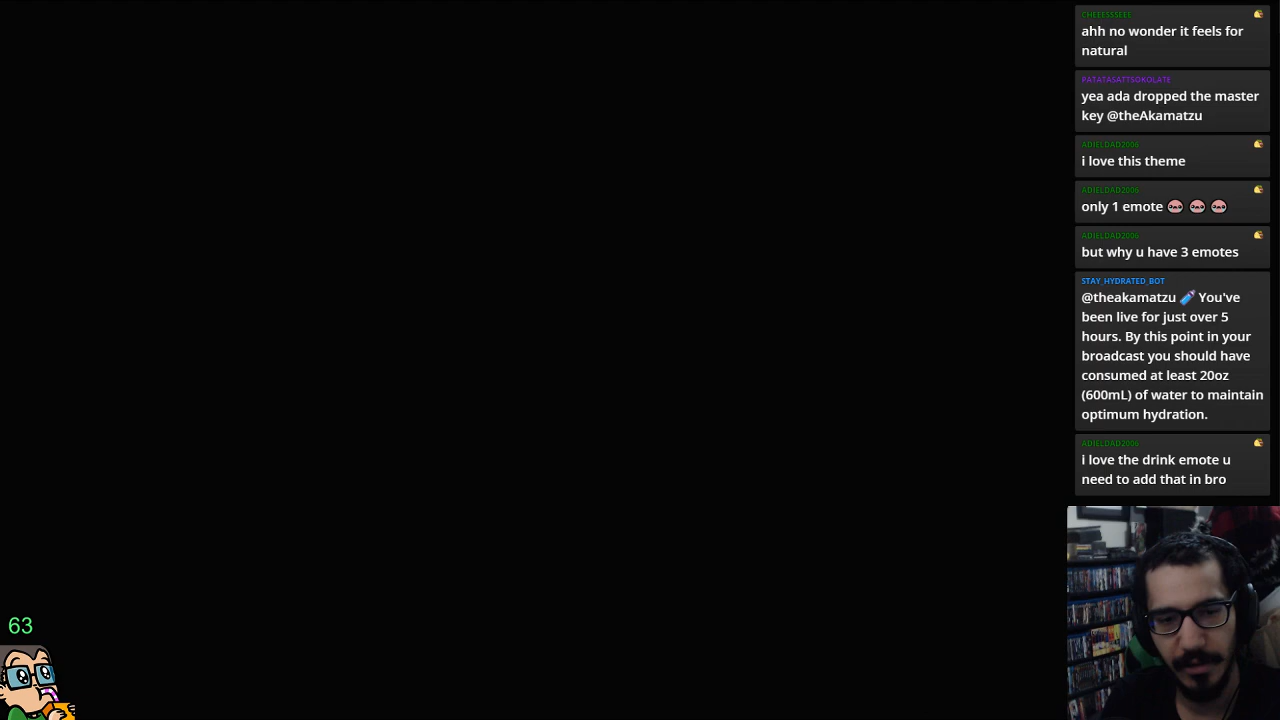 CHEEESSSEEE
ahh no wonder it feels for
natural
PATATASATTSOKOLATE
yea ada dropped the master
key @theAkamatzu
ADIELDAD2006
i love this theme
ADIELDAD2006
only 1 emote
ADIELDAD2006
but why u have 3 emotes
STAY_HYDRATED_BOT
@theakamatzu You've
been live for just over 5
hours. By this point in your
broadcast you should have
consumed at least 20oz
(600mL) of water to maintain
optimum hydration.
ADIELDAD2006
i love the drink emote u
need to add that in bro
63